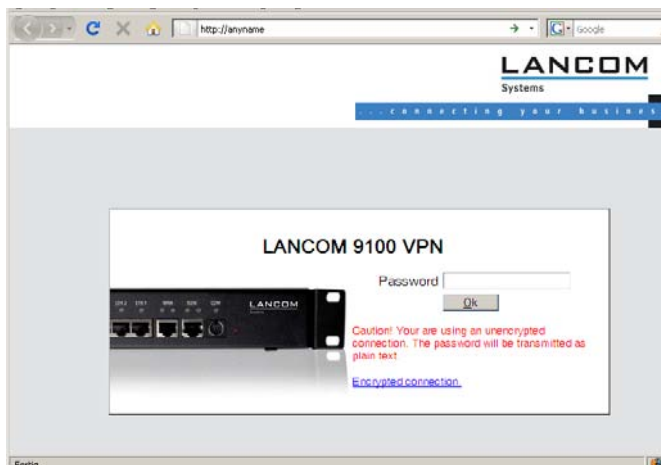 http://anyname
Google
LANCOM
Systems
...connecting your busines
LANCOM 9100 VPN
Password
Ok
LANCOM
Caution! Your are using an unencrypted
connection. The password will be transmitted as
plain text
Encrypted connection.
Fertig